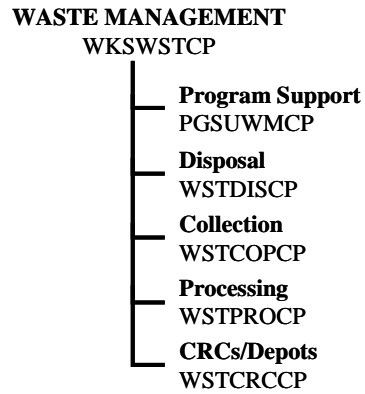 WASTE MANAGEMENT
WKSWSTCP
Program Support
PGSUWMCP
Disposal
WSTDISCP
Collection
WSTCOPCP
Processing
WSTPROCP
CRCs/Depots
WSTCRCCP